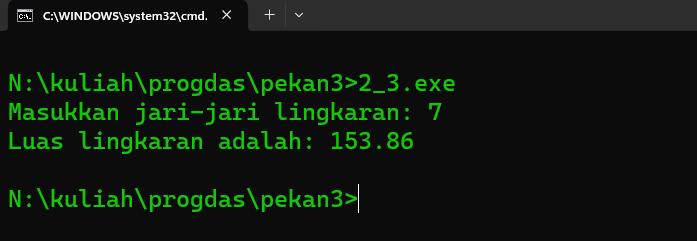 C:\WINDOWS\system32\cmd.
N:\kuliah\progdas\pekan3>2_3.exe
Masukkan jari-jari lingkaran: 7
Luas lingkaran adalah: 153.86
N:\kuliah\progdas\pekan3>